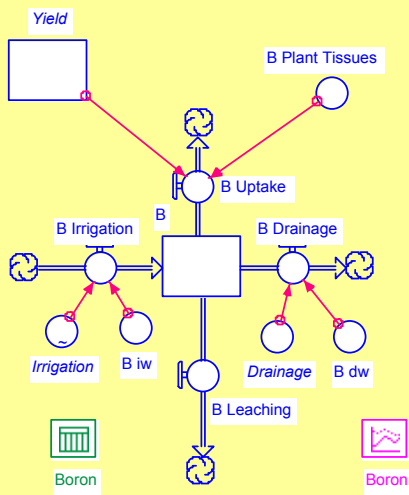 Yield
B Plant Tissues
B Uptake
B
B Irrigation
B Drainage
~
Irrigation
B iw
Drainage
B dw
B Leaching
Boron
Boron